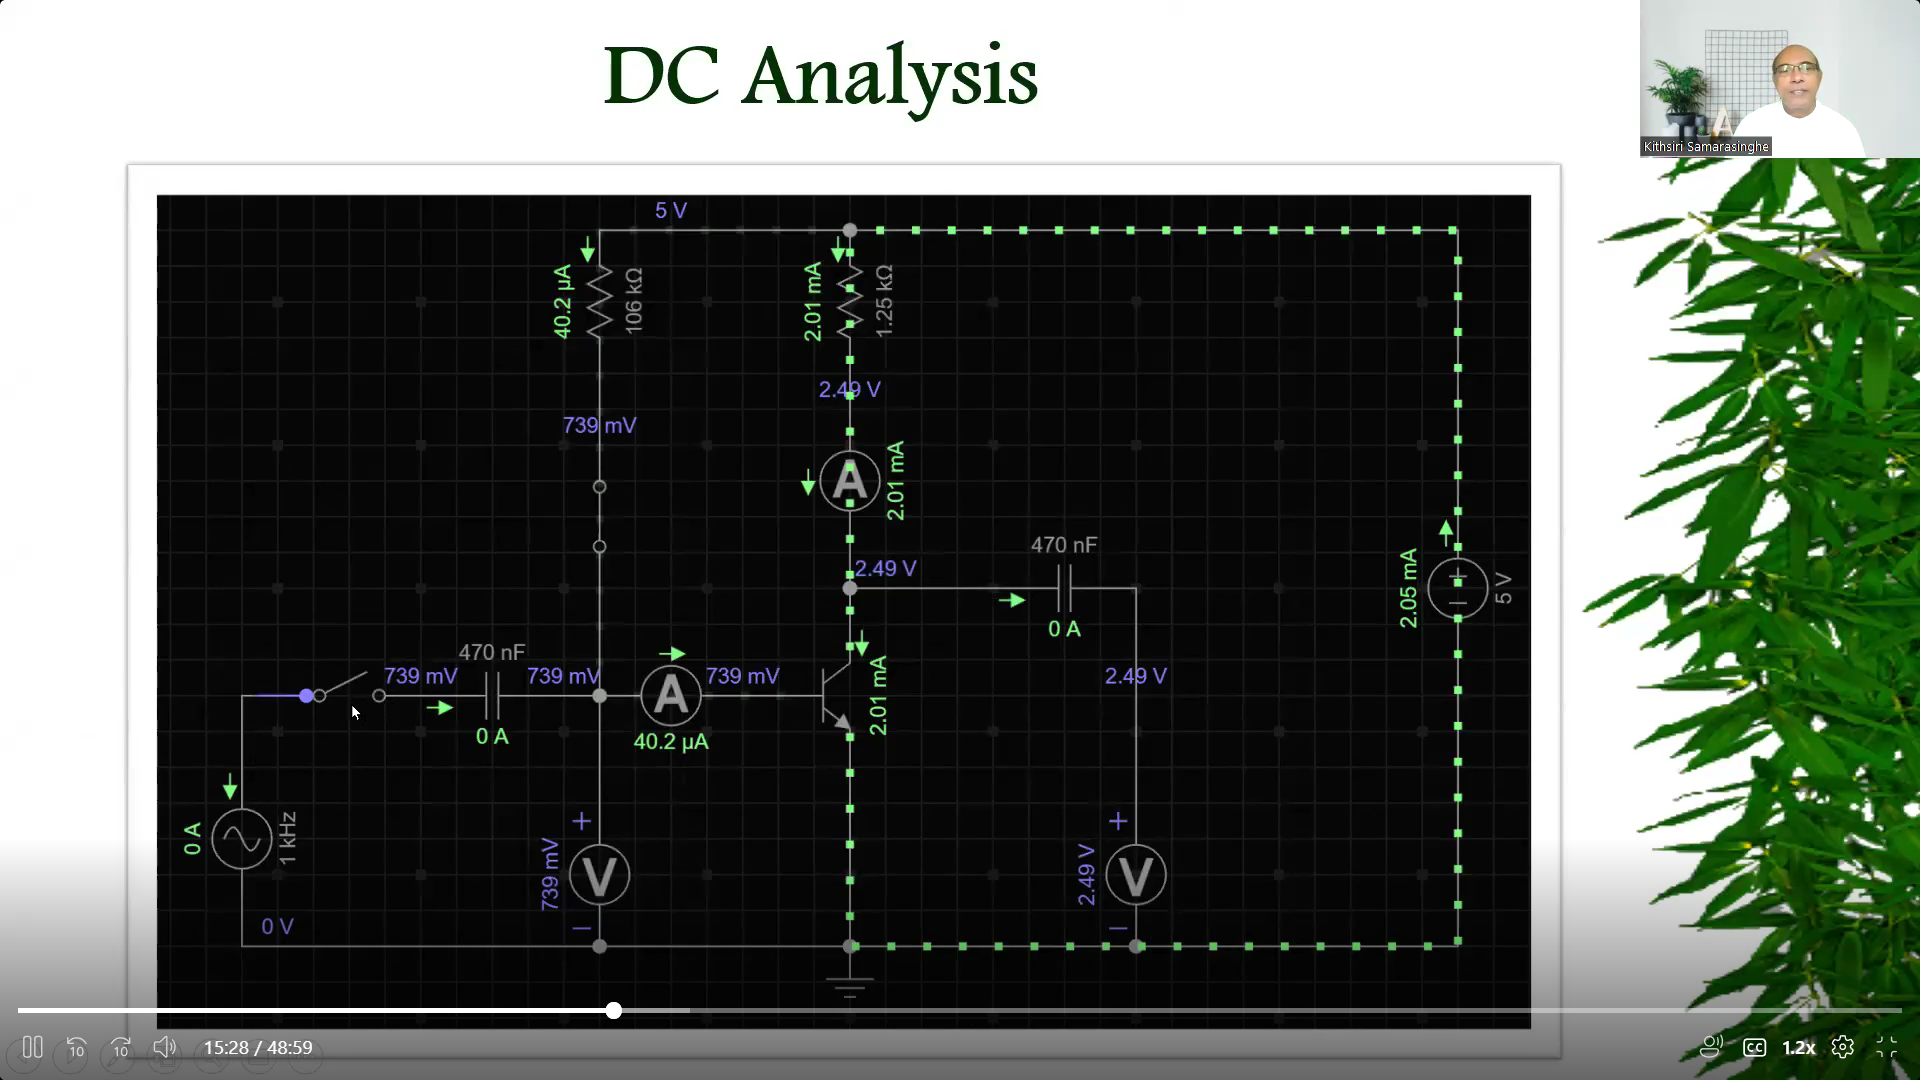 DC Analysis
Kithsiri Samarasinghe
5 V
40.2 µA
106 kΩ
2.01 mA
1.25 kΩ
2.49 V
739 mV
A
2.01 mA
470 nF
2.49 V
0 A
2.05 mA
+
−
5 V
470 nF
739 mV
739 mV
A
739 mV
0 A
40.2 µA
2.01 mA
2.49 V
0 A
1 kHz
+
739 mV
V
−
+
2.49 V
V
−
0 V
10
10
15:28 / 48:59
CC
1.2x